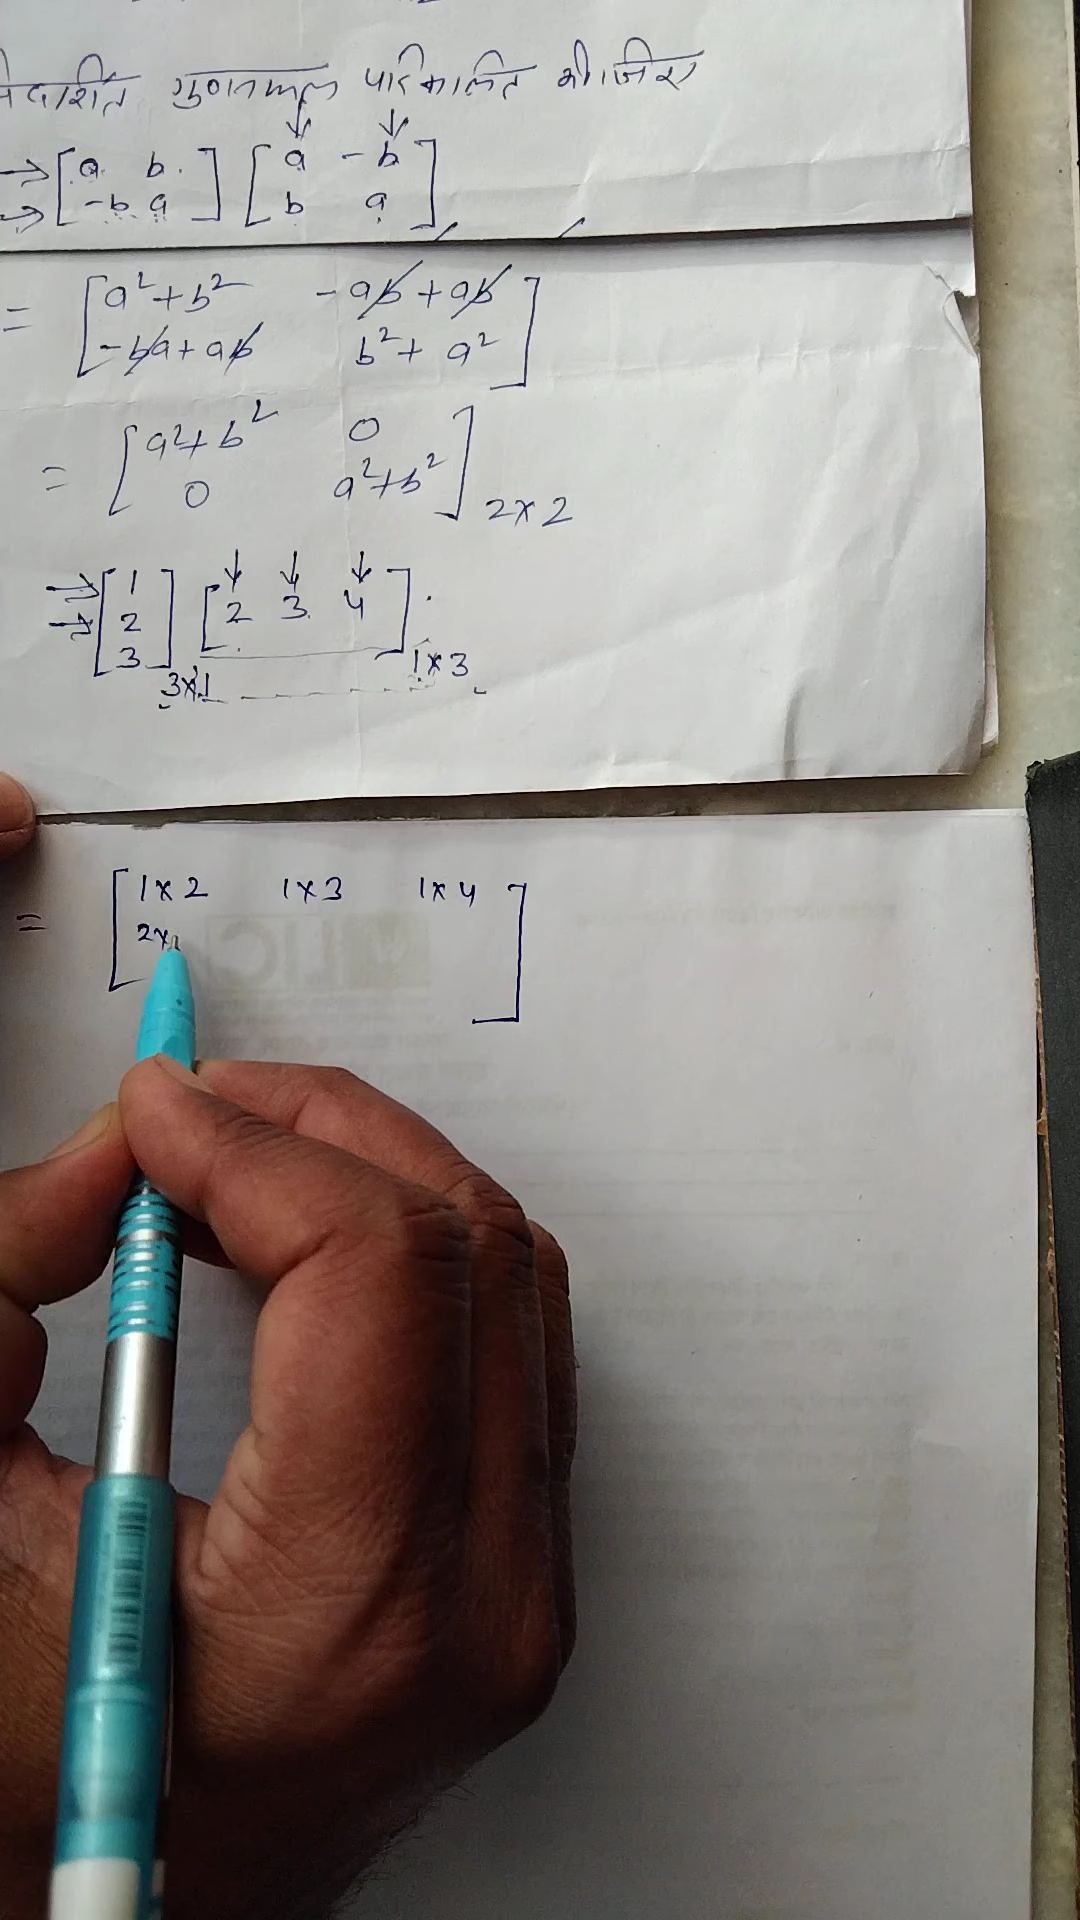 निदर्शित गुणनफल परिकलित कीजिए
→ [a b] [a -b]
→ [-b a] [b a]
= [a²+b² -ab+ab]
[-ba+ab b²+a²]
= [a²+b² 0]
[0 a²+b²] 2×2
→ [1] [2 3 4]
→ [2]
[3] 3×1 1×3
= [1×2 1×3 1×4]
2×